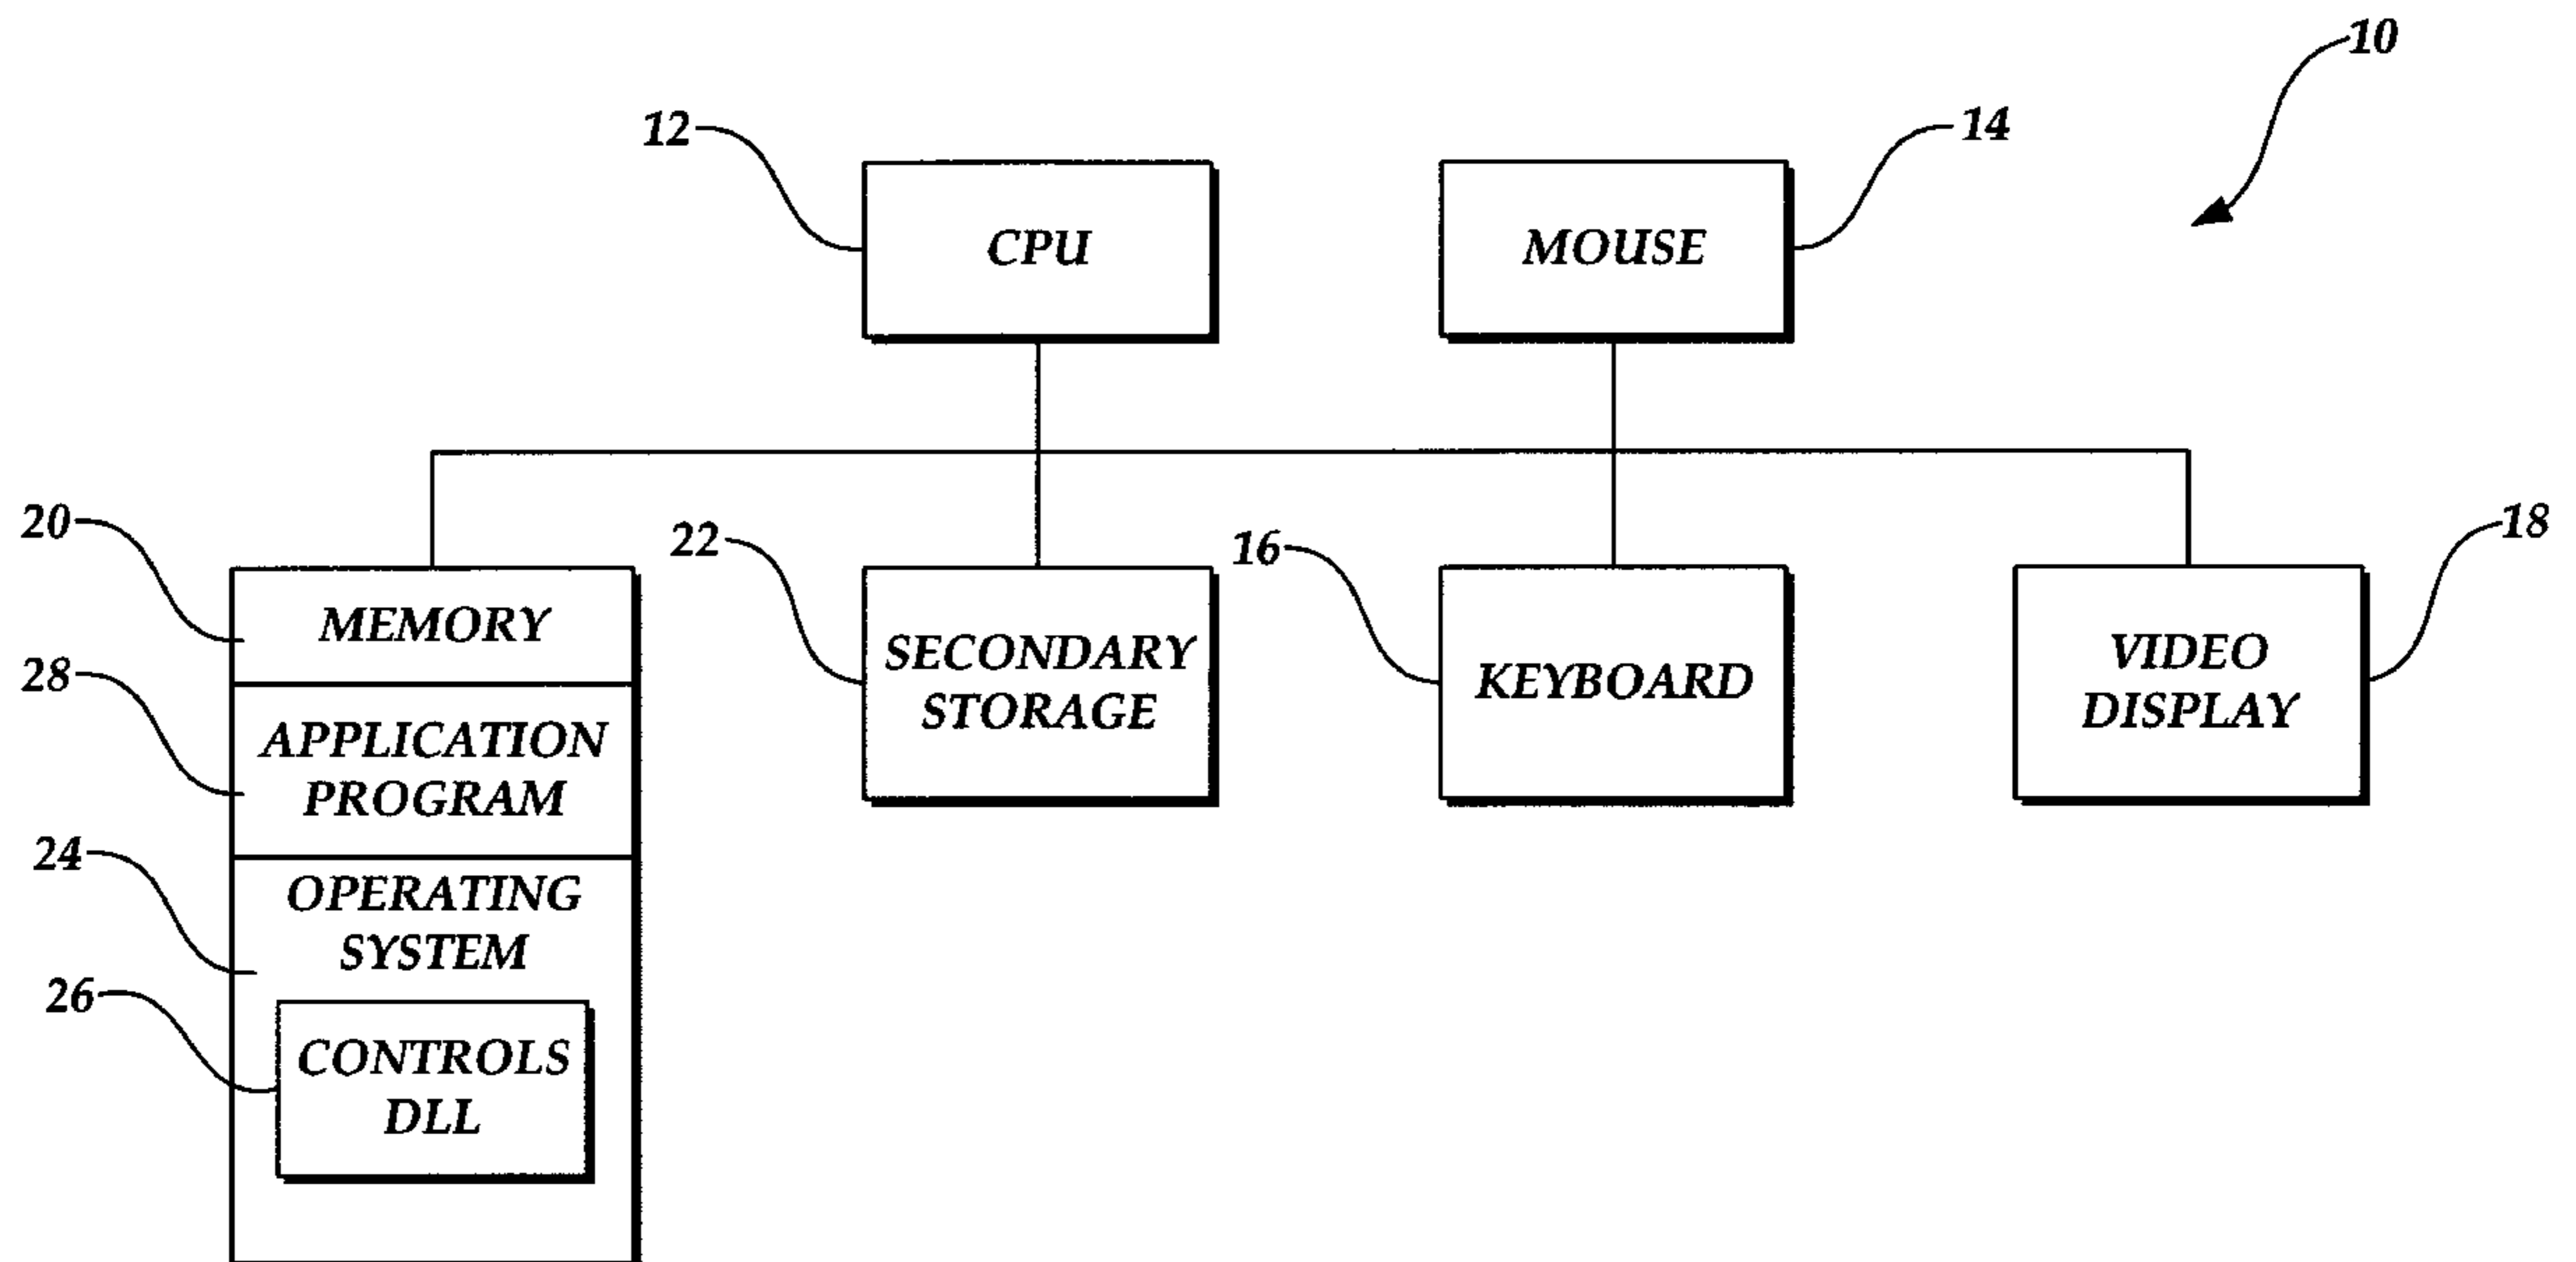 10
12
CPU
MOUSE
14
20
MEMORY
28
APPLICATION
PROGRAM
24
OPERATING
SYSTEM
26
CONTROLS
DLL
22
SECONDARY
STORAGE
16
KEYBOARD
VIDEO
DISPLAY
18